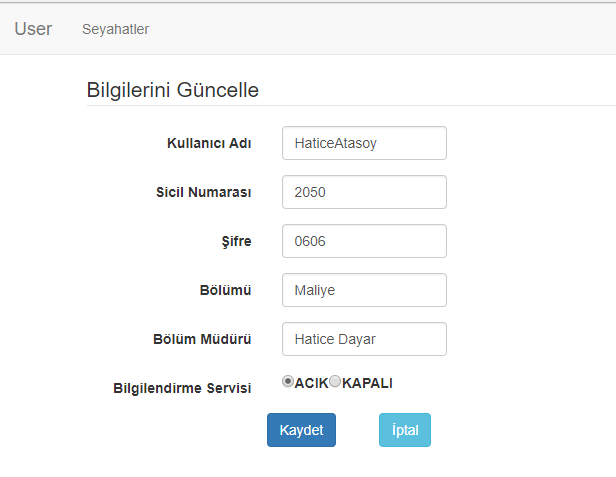 User Seyahatler
Bilgilerini Güncelle
Kullanıcı Adı HaticeAtasoy
Sicil Numarası 2050
Şifre 0606
Bölümü Maliye
Bölüm Müdürü Hatice Dayar
Bilgilendirme Servisi ACIK KAPALI
Kaydet İptal